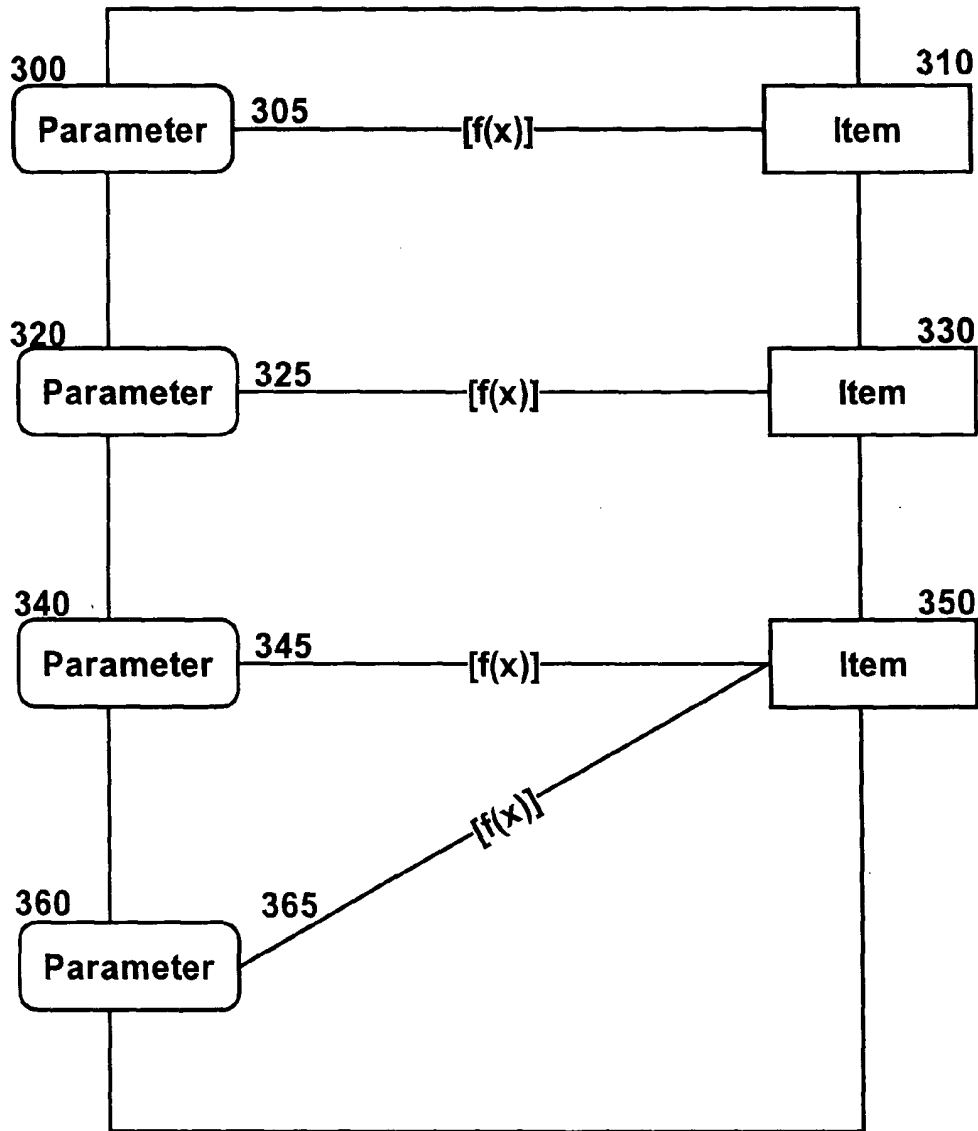 300
310
Parameter
305
[f(x)]
Item
320
330
Parameter
325
[f(x)]
Item
340
350
Parameter
345
[f(x)]
Item
[f(x)]
360
365
Parameter